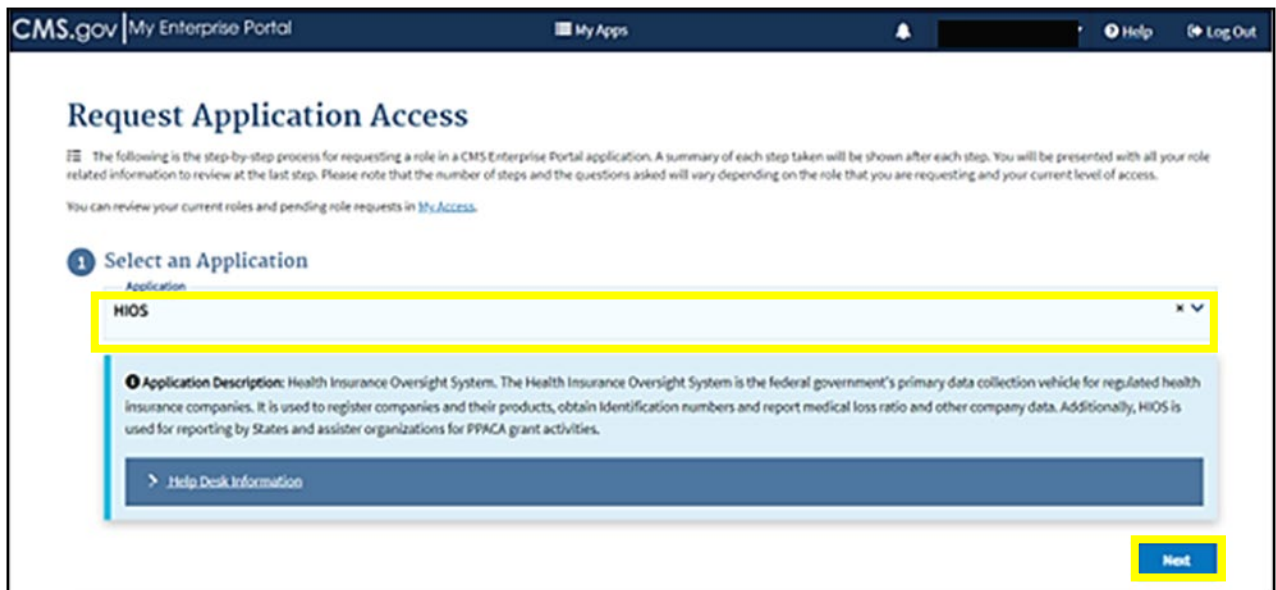 CMS.gov My Enterprise Portal My Apps Help Log Out
Request Application Access
The following is the step-by-step process for requesting a role in a CMS Enterprise Portal application. A summary of each step taken will be shown after each step. You will be presented with all your role
related information to review at the last step. Please note that the number of steps and the questions asked will vary depending on the role that you are requesting and your current level of access.
You can review your current roles and pending role requests in My Access.
1 Select an Application
Application
HIOS
Application Description: Health Insurance Oversight System. The Health Insurance Oversight System is the federal government's primary data collection vehicle for regulated health
insurance companies. It is used to register companies and their products, obtain Identification numbers and report medical loss ratio and other company data. Additionally, HIOS is
used for reporting by States and assister organizations for PPACA grant activities.
Help Desk Information
Next